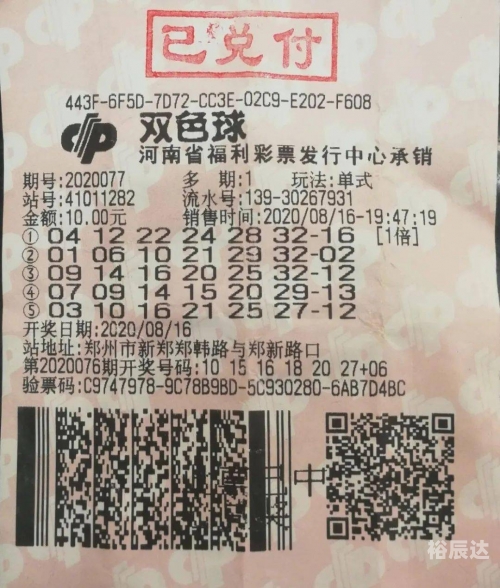 已兑付
443F-6F5D-7D72-CC3E-02C9-E202-F608
双色球
河南省福利彩票发行中心承销
期号:2020077 多 期:1 玩法:单式
站号:41011282 流水号:139-30267931
金额:10.00元 销售时间:2020/08/16-19:47:19
① 04 12 22 24 28 32-16 [1倍]
② 01 06 10 21 29 32-02
③ 09 14 16 20 25 32-12
④ 07 09 14 15 20 29-13
⑤ 03 10 16 21 25 27-12
开奖日期:2020/08/16
站地址:郑州市新郑郑韩路与郑新路口
第2020076期开奖号码:10 15 16 18 20 27+06
验票码:C9747978-9C78B9BD-5C930280-6AB7D4BC
中
裕辰达